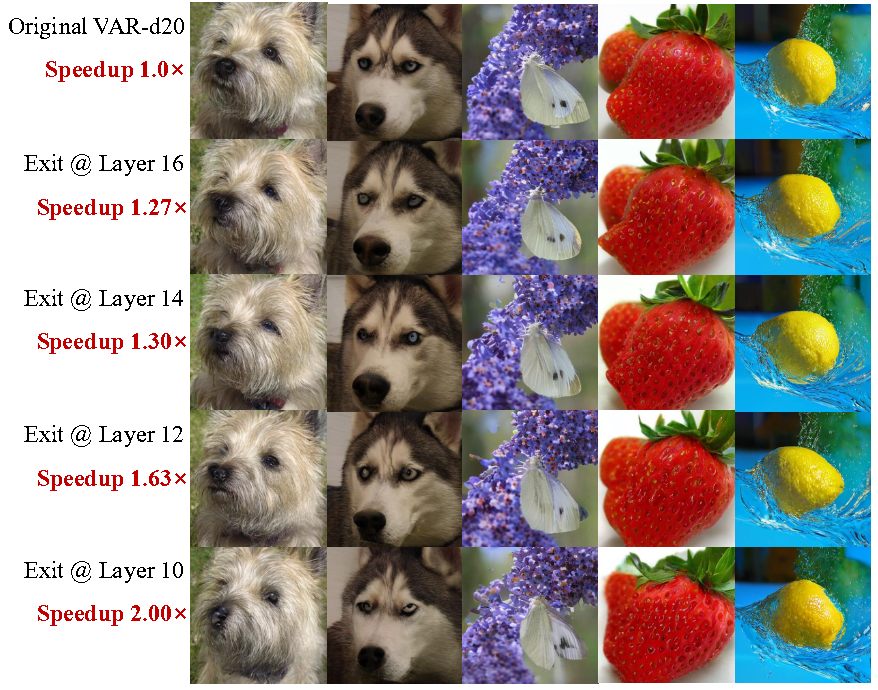 Original VAR-d20
Speedup 1.0×
Exit @ Layer 16
Speedup 1.27×
Exit @ Layer 14
Speedup 1.30×
Exit @ Layer 12
Speedup 1.63×
Exit @ Layer 10
Speedup 2.00×